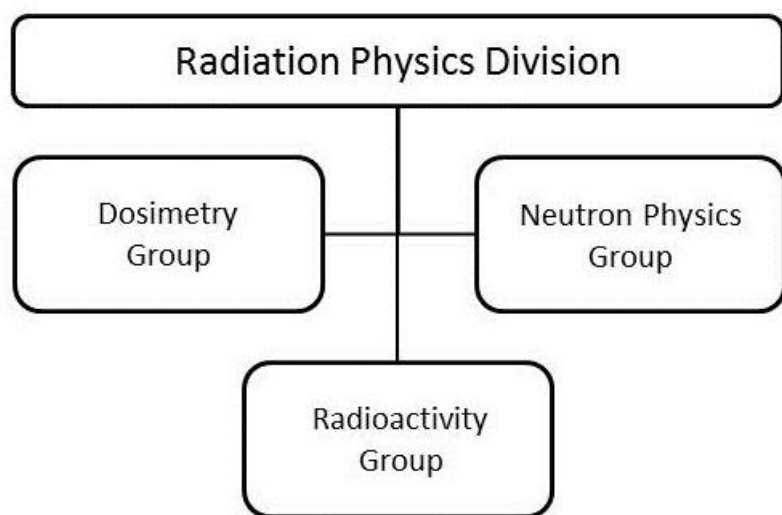 Radiation Physics Division
Dosimetry
Group
Neutron Physics
Group
Radioactivity
Group